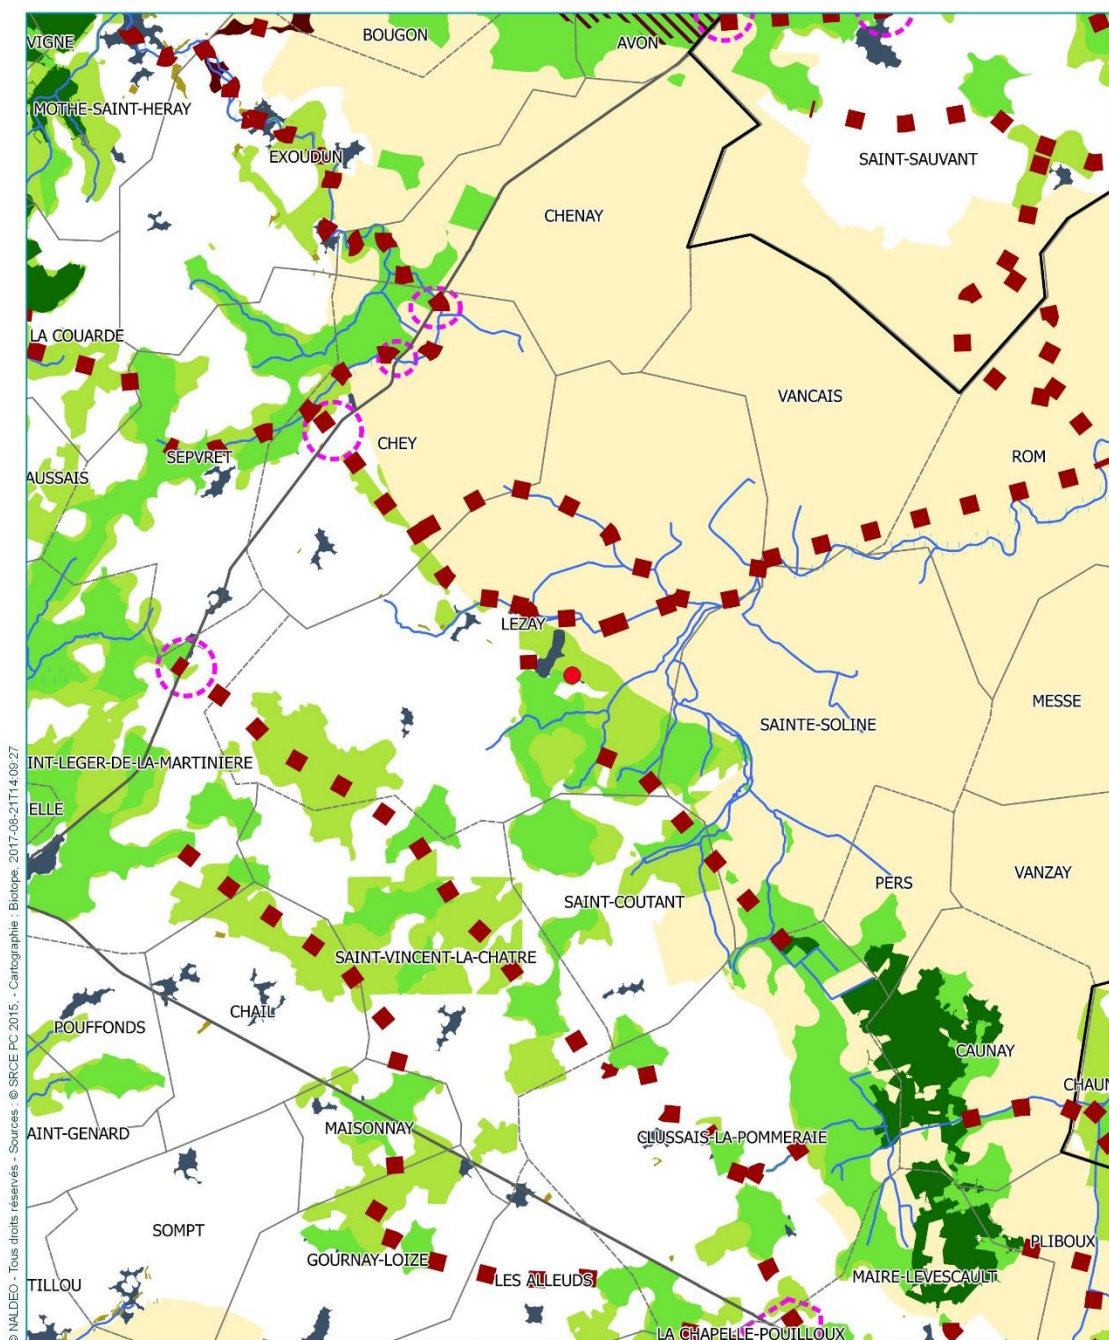 VIGNE
BOUGON
AVON
MOTHE-SAINT-HERAY
EXOUDUN
SAINT-SAUVANT
CHENAY
LA COUARDE
VANCAIS
CHEY
SEPVRET
ROM
AUSSAIS
LEZAY
MESSE
SAINTE-SOLINE
INT-LEGER-DE-LA-MARTINIERE
ELLE
VANZAY
PERS
SAINT-COUTANT
SAINT-VINCENT-LA-CHATRE
CHAIL
POUFFONDS
CAUNAY
CHAUN
AINT-GENARD
MAISONNAY
CLUSSAIS-LA-POMMERAIE
SOMPT
PLIBOUX
GOURNAY-LOIZE
MAIRE-LEVESCAULT
TILLOU
LES ALLEUDS
LA CHAPELLE-POUILLOUX
© NALDEO - Tous droits réservés - Sources : © SRCE PC 2015, - Cartographie : Biotope, 2017-08-21T14:09:27